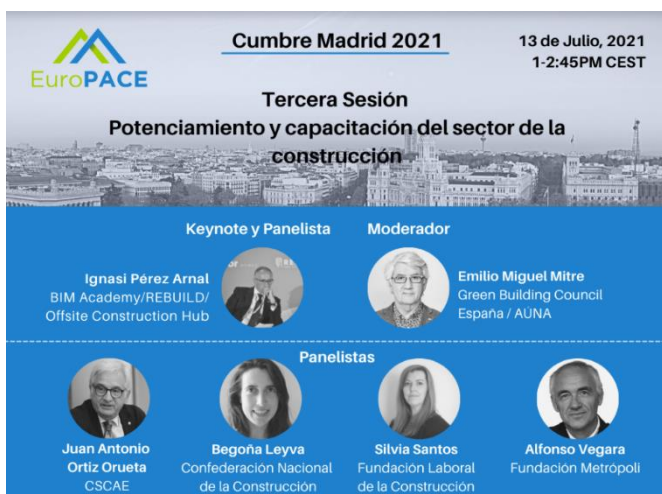 EuroPACE
Cumbre Madrid 2021
13 de Julio, 2021
1-2:45PM CEST
Tercera Sesión
Potenciamiento y capacitación del sector de la
construcción
Keynote y Panelista
Ignasi Pérez Arnal
BIM Academy/REBUILD/
Offsite Construction Hub
Moderador
Emilio Miguel Mitre
Green Building Council
España / AÚNA
Panelistas
Juan Antonio
Ortiz Orueta
CSCAE
Begoña Leyva
Confederación Nacional
de la Construcción
Silvia Santos
Fundación Laboral
de la Construcción
Alfonso Vegara
Fundación Metrópoli